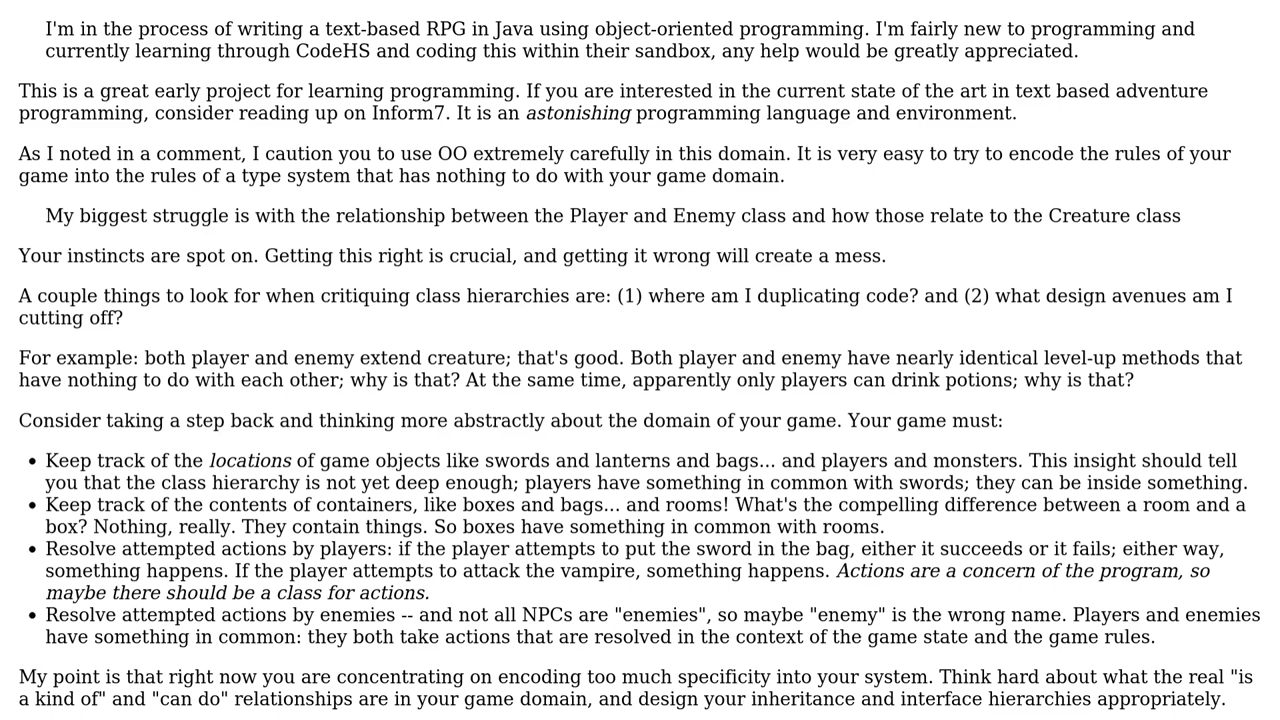 I'm in the process of writing a text-based RPG in Java using object-oriented programming. I'm fairly new to programming and
currently learning through CodeHS and coding this within their sandbox, any help would be greatly appreciated.
This is a great early project for learning programming. If you are interested in the current state of the art in text based adventure
programming, consider reading up on Inform7. It is an astonishing programming language and environment.
As I noted in a comment, I caution you to use OO extremely carefully in this domain. It is very easy to try to encode the rules of your
game into the rules of a type system that has nothing to do with your game domain.
My biggest struggle is with the relationship between the Player and Enemy class and how those relate to the Creature class
Your instincts are spot on. Getting this right is crucial, and getting it wrong will create a mess.
A couple things to look for when critiquing class hierarchies are: (1) where am I duplicating code? and (2) what design avenues am I
cutting off?
For example: both player and enemy extend creature; that's good. Both player and enemy have nearly identical level-up methods that
have nothing to do with each other; why is that? At the same time, apparently only players can drink potions; why is that?
Consider taking a step back and thinking more abstractly about the domain of your game. Your game must:
• Keep track of the locations of game objects like swords and lanterns and bags... and players and monsters. This insight should tell
you that the class hierarchy is not yet deep enough; players have something in common with swords; they can be inside something.
• Keep track of the contents of containers, like boxes and bags... and rooms! What's the compelling difference between a room and a
box? Nothing, really. They contain things. So boxes have something in common with rooms.
• Resolve attempted actions by players: if the player attempts to put the sword in the bag, either it succeeds or it fails; either way,
something happens. If the player attempts to attack the vampire, something happens. Actions are a concern of the program, so
maybe there should be a class for actions.
• Resolve attempted actions by enemies -- and not all NPCs are "enemies", so maybe "enemy" is the wrong name. Players and enemies
have something in common: they both take actions that are resolved in the context of the game state and the game rules.
My point is that right now you are concentrating on encoding too much specificity into your system. Think hard about what the real "is
a kind of" and "can do" relationships are in your game domain, and design your inheritance and interface hierarchies appropriately.